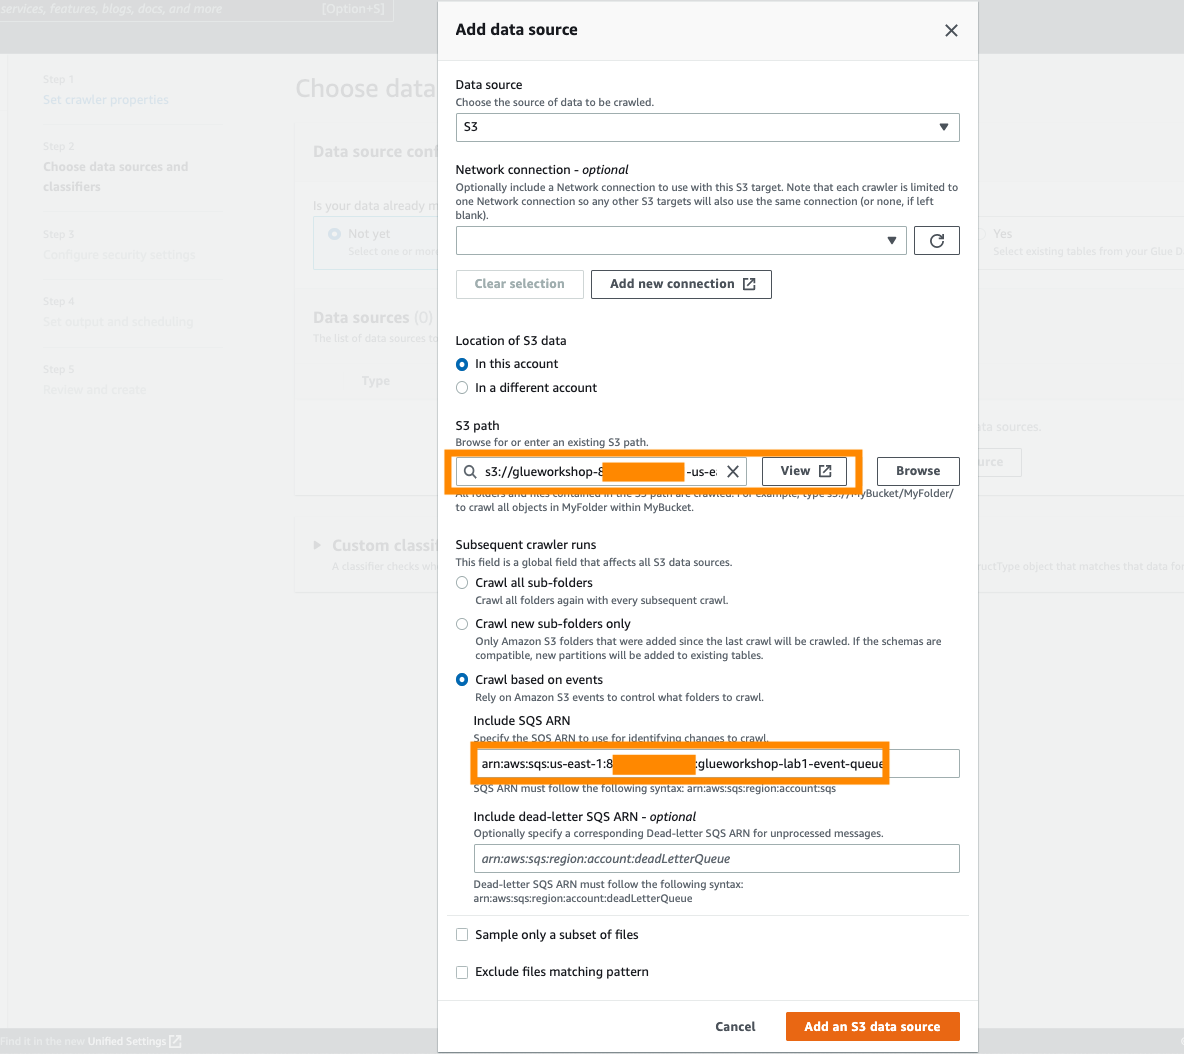 services, features, blogs, docs, and more
[Option+S]
Step 1
Set crawler properties
Step 2
Choose data sources and
classifiers
Step 3
Configure security settings
Step 4
Set output and scheduling
Step 5
Review and create
Choose data
Data source conf
Is your data already m
Not yet
Select one or more
Yes
Select existing tables from your Glue D
Data sources (0)
The list of data sources to
Type
ata sources.
urce
Custom classif
A classifier checks wh
uctType object that matches that data for
Find it in the new Unified Settings
Add data source
Data source
Choose the source of data to be crawled.
S3
Network connection - optional
Optionally include a Network connection to use with this S3 target. Note that each crawler is limited to
one Network connection so any other S3 targets will also use the same connection (or none, if left
blank).
Clear selection
Add new connection
Location of S3 data
In this account
In a different account
S3 path
Browse for or enter an existing S3 path.
s3://glueworkshop-8 -us-ea
View
Browse
All folders and files contained in the S3 path are crawled. For example, type s3://MyBucket/MyFolder/
to crawl all objects in MyFolder within MyBucket.
Subsequent crawler runs
This field is a global field that affects all S3 data sources.
Crawl all sub-folders
Crawl all folders again with every subsequent crawl.
Crawl new sub-folders only
Only Amazon S3 folders that were added since the last crawl will be crawled. If the schemas are
compatible, new partitions will be added to existing tables.
Crawl based on events
Rely on Amazon S3 events to control what folders to crawl.
Include SQS ARN
Specify the SQS ARN to use for identifying changes to crawl.
arn:aws:sqs:us-east-1:8 :glueworkshop-lab1-event-queue
SQS ARN must follow the following syntax: arn:aws:sqs:region:account:sqs
Include dead-letter SQS ARN - optional
Optionally specify a corresponding Dead-letter SQS ARN for unprocessed messages.
arn:aws:sqs:region:account:deadLetterQueue
Dead-letter SQS ARN must follow the following syntax:
arn:aws:sqs:region:account:deadLetterQueue
Sample only a subset of files
Exclude files matching pattern
Cancel
Add an S3 data source